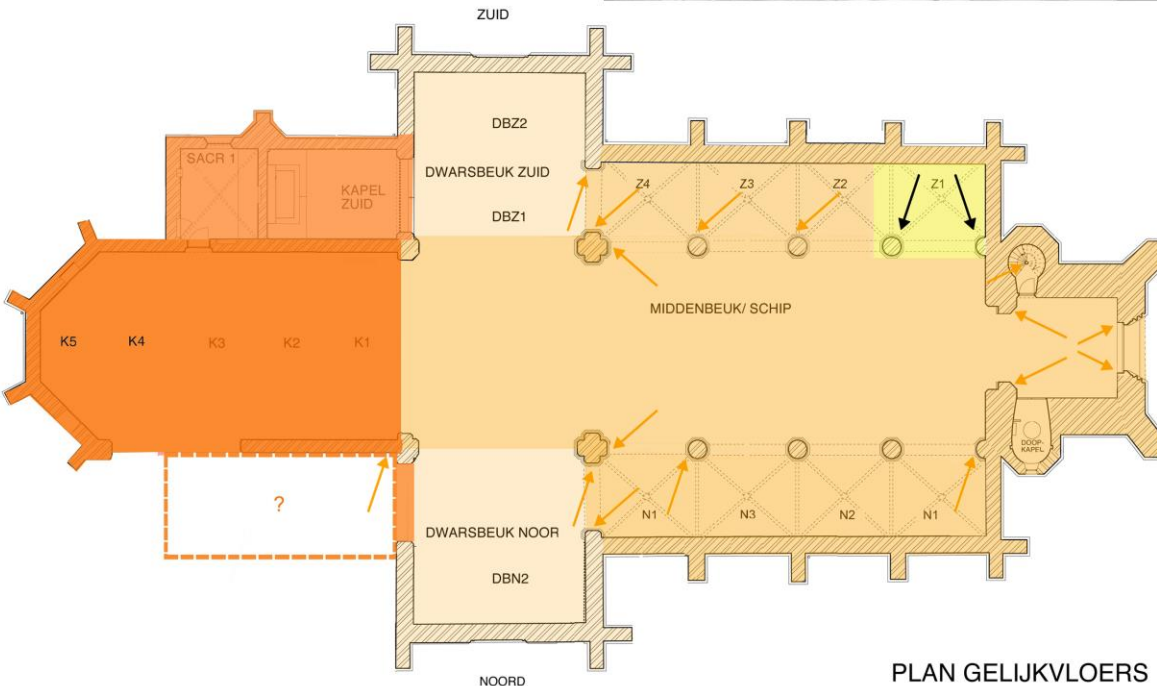 ZUID
DBZ2
SACR 1
DWARSBEUK ZUID
KAPEL
ZUID
DBZ1
Z4
Z3
Z2
Z1
MIDDENBEUK/ SCHIP
K5
K4
K3
K2
K1
DOOP-
KAPEL
?
N1
N3
N2
N1
DWARSBEUK NOOR
DBN2
NOORD
PLAN GELIJKVLOERS